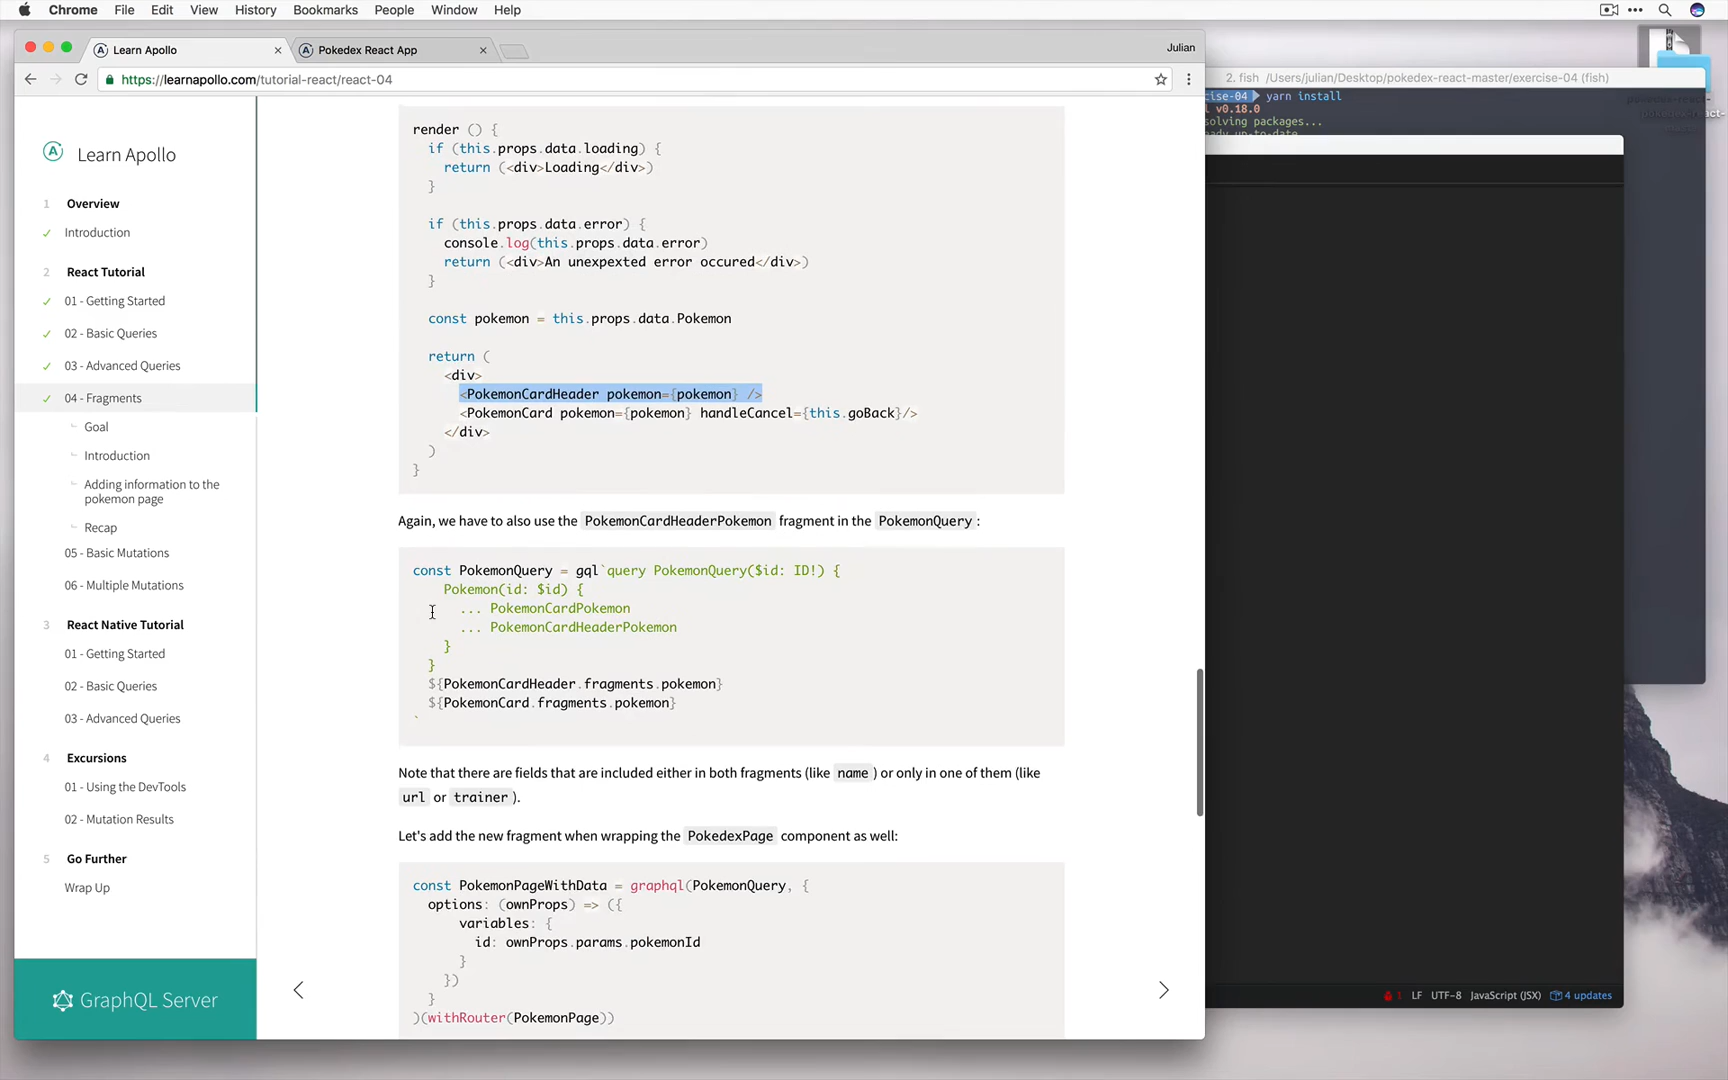 Chrome File Edit View History Bookmarks People Window Help
Learn Apollo
Pokedex React App
Julian
https://learnapollo.com/tutorial-react/react-04
2. fish /Users/julian/Desktop/pokedex-react-master/exercise-04 (fish)
cise-04 yarn install
l v0.18.0
solving packages...
Learn Apollo
1 Overview
Introduction
2 React Tutorial
01 - Getting Started
02 - Basic Queries
03 - Advanced Queries
04 - Fragments
Goal
Introduction
Adding information to the
pokemon page
Recap
05 - Basic Mutations
06 - Multiple Mutations
3 React Native Tutorial
01 - Getting Started
02 - Basic Queries
03 - Advanced Queries
4 Excursions
01 - Using the DevTools
02 - Mutation Results
5 Go Further
Wrap Up
GraphQL Server
render () {
if (this.props.data.loading) {
return (<div>Loading</div>)
}
if (this.props.data.error) {
console.log(this.props.data.error)
return (<div>An unexpexted error occured</div>)
}
const pokemon = this.props.data.Pokemon
return (
<div>
<PokemonCardHeader pokemon={pokemon} />
<PokemonCard pokemon={pokemon} handleCancel={this.goBack}/>
</div>
)
}
Again, we have to also use the PokemonCardHeaderPokemon fragment in the PokemonQuery :
const PokemonQuery = gql`query PokemonQuery($id: ID!) {
Pokemon(id: $id) {
... PokemonCardPokemon
... PokemonCardHeaderPokemon
}
}
${PokemonCardHeader.fragments.pokemon}
${PokemonCard.fragments.pokemon}
`
Note that there are fields that are included either in both fragments (like name ) or only in one of them (like
url or trainer ).
Let's add the new fragment when wrapping the PokedexPage component as well:
const PokemonPageWithData = graphql(PokemonQuery, {
options: (ownProps) => ({
variables: {
id: ownProps.params.pokemonId
}
})
}
)(withRouter(PokemonPage))
1 LF UTF-8 JavaScript (JSX) 4 updates